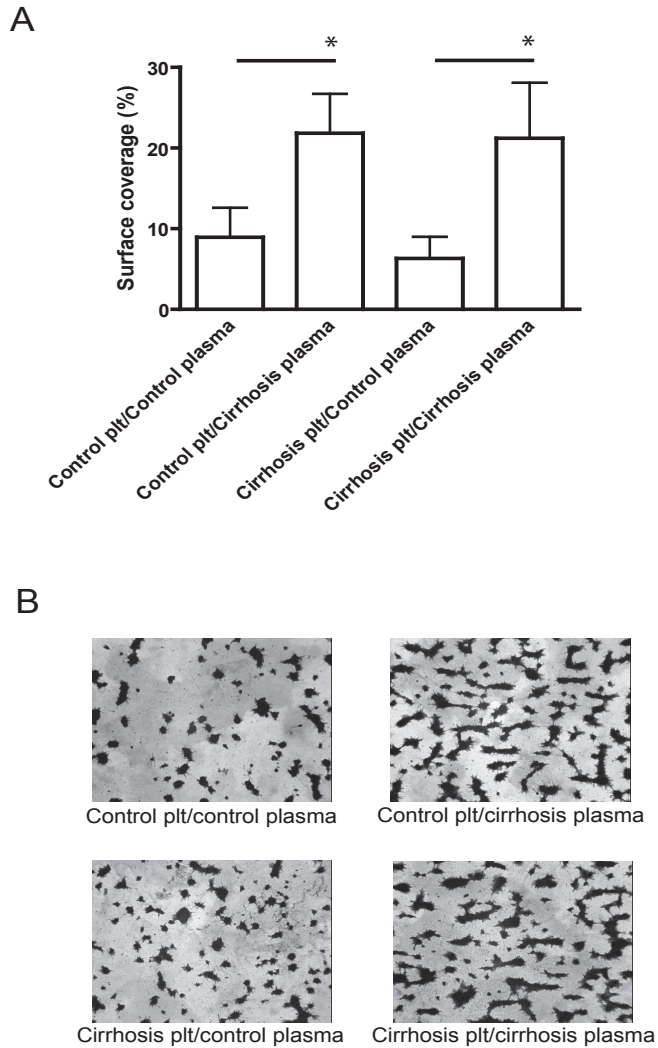 A
*
*
Surface coverage (%)
30
20
10
0
Control plt/Control plasma
Control plt/Cirrhosis plasma
Cirrhosis plt/Control plasma
Cirrhosis plt/Cirrhosis plasma
B
Control plt/control plasma
Control plt/cirrhosis plasma
Cirrhosis plt/control plasma
Cirrhosis plt/cirrhosis plasma